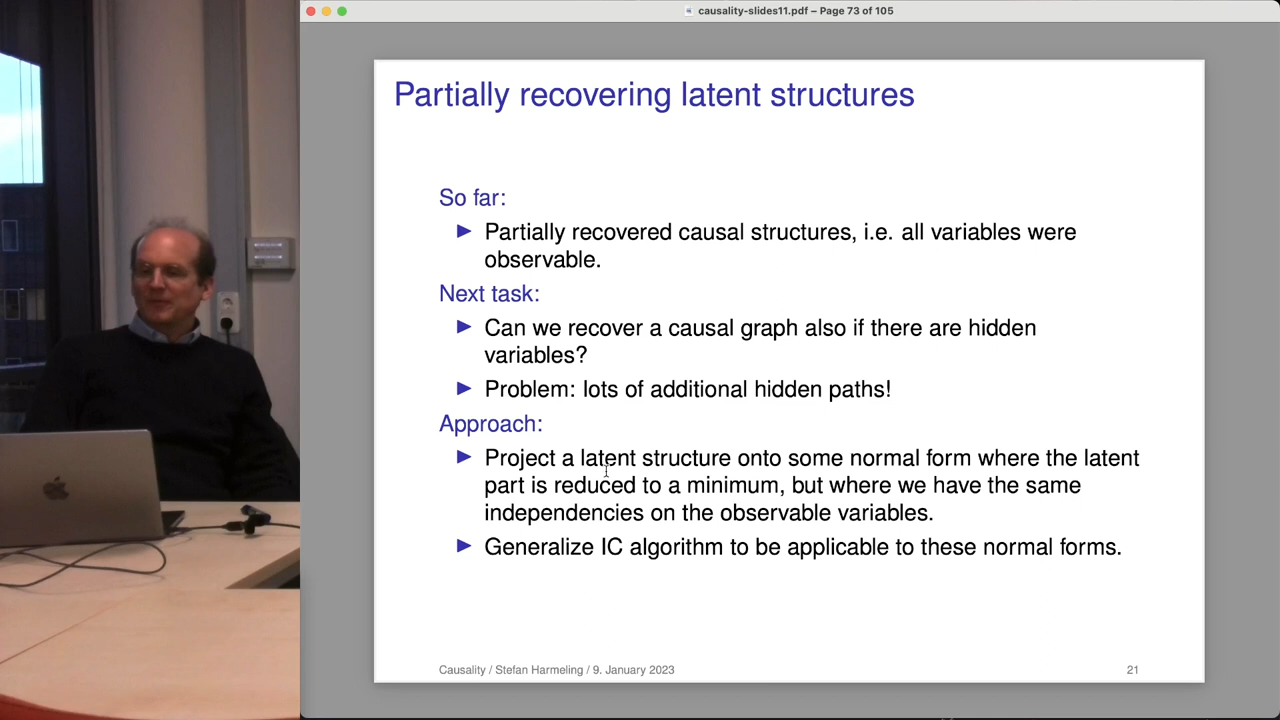 causality-slides11.pdf – Page 73 of 105
Partially recovering latent structures
So far:
Partially recovered causal structures, i.e. all variables were
observable.
Next task:
Can we recover a causal graph also if there are hidden
variables?
Problem: lots of additional hidden paths!
Approach:
Project a latent structure onto some normal form where the latent
part is reduced to a minimum, but where we have the same
independencies on the observable variables.
Generalize IC algorithm to be applicable to these normal forms.
Causality / Stefan Harmeling / 9. January 2023
21